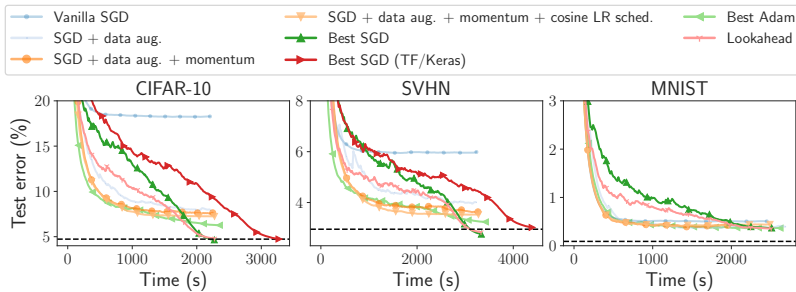 Vanilla SGD
SGD + data aug.
SGD + data aug. + momentum
SGD + data aug. + momentum + cosine LR sched.
Best SGD
Best SGD (TF/Keras)
Best Adam
Lookahead
CIFAR-10
SVHN
MNIST
Test error (%)
20
15
10
5
0 1000 2000 3000
Time (s)
8
6
4
0 1000 2000 3000 4000
Time (s)
3
2
1
0
0 1000 2000
Time (s)